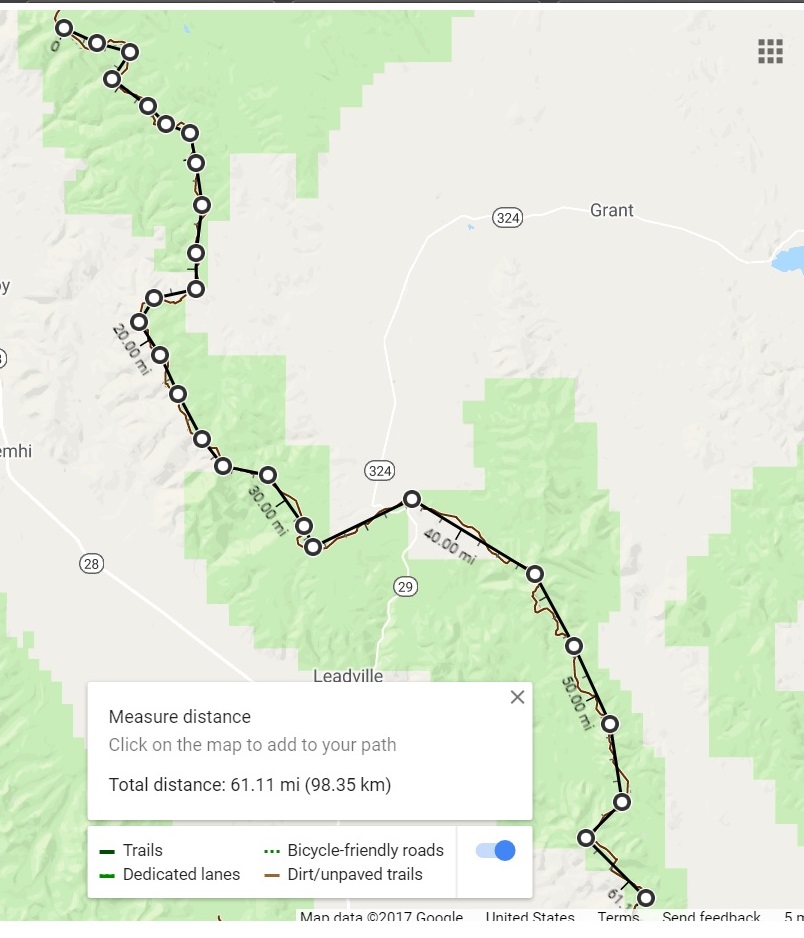 0
324
Grant
y
20.00 mi
emhi
324
30.00 mi
40.00 mi
28
29
Leadville
50.00 mi
Measure distance
Click on the map to add to your path
Total distance: 61.11 mi (98.35 km)
Trails
Bicycle-friendly roads
Dedicated lanes
Dirt/unpaved trails
61.1
Map data ©2017 Google United States Terms Send feedback 5 m